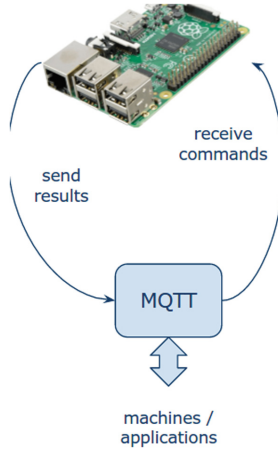 receive
commands
send
results
MQTT
machines /
applications